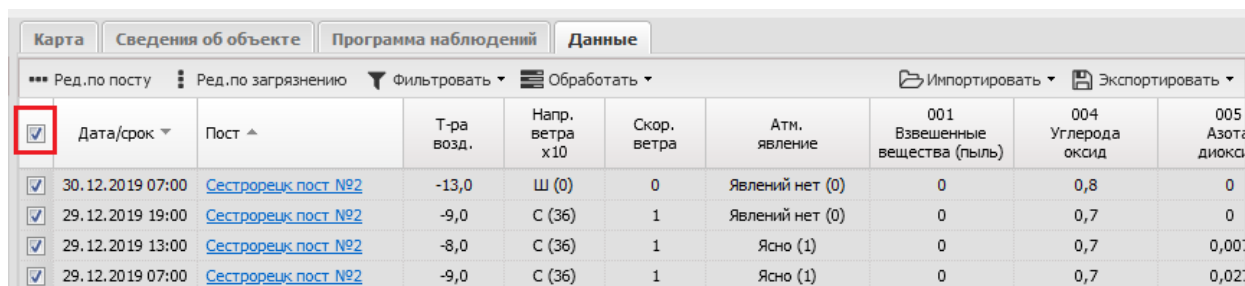 Карта Сведения об объекте Программа наблюдений Данные
Ред.по посту Ред.по загрязнению Фильтровать Обработать Импортировать Экспортировать
Дата/срок Пост Т-ра возд. Напр. ветра x10 Скор. ветра Атм. явление 001 Взвешенные вещества (пыль) 004 Углерода оксид 005
30.12.2019 07:00 Сестрорецк пост №2 -13,0 Ш (0) 0 Явлений нет (0) 0 0,8 0
29.12.2019 19:00 Сестрорецк пост №2 -9,0 С (36) 1 Явлений нет (0) 0 0,7 0
29.12.2019 13:00 Сестрорецк пост №2 -8,0 С (36) 1 Ясно (1) 0 0,7
29.12.2019 07:00 Сестрорецк пост №2 -9,0 С (36) 1 Ясно (1) 0 0,7